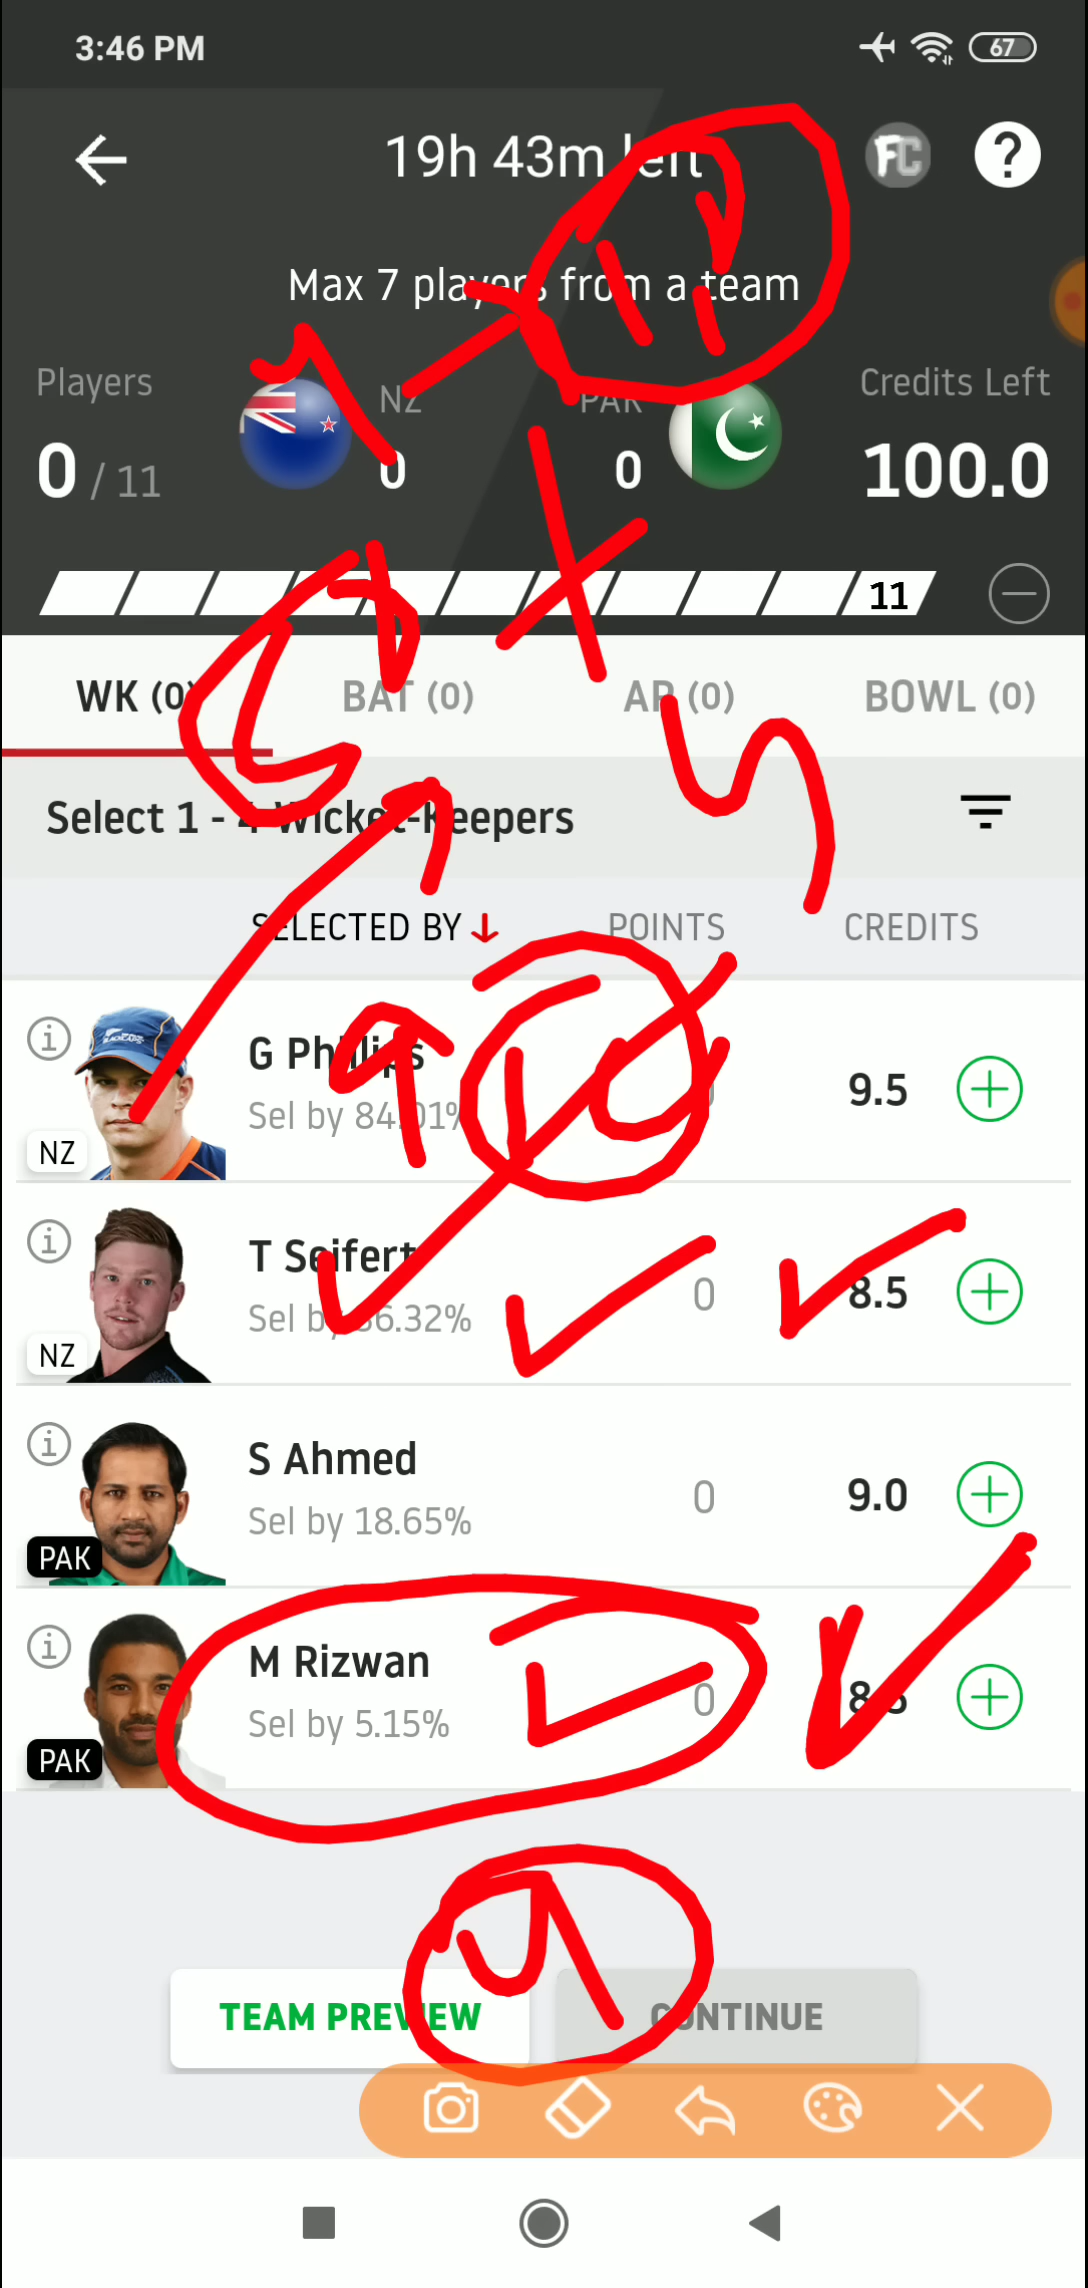 3:46 PM
67
19h 43m left
FC
?
Max 7 players from a team
Players
NZ
PAK
Credits Left
0 / 11
0
0
100.0
11
WK (0)
BAT (0)
AR (0)
BOWL (0)
Select 1 - 4 Wicket-Keepers
SELECTED BY
POINTS
CREDITS
G Phillips
Sel by 84.01%
9.5
NZ
T Seifert
Sel by 36.32%
0
8.5
NZ
S Ahmed
Sel by 18.65%
0
9.0
PAK
M Rizwan
Sel by 5.15%
0
PAK
TEAM PREVIEW
CONTINUE